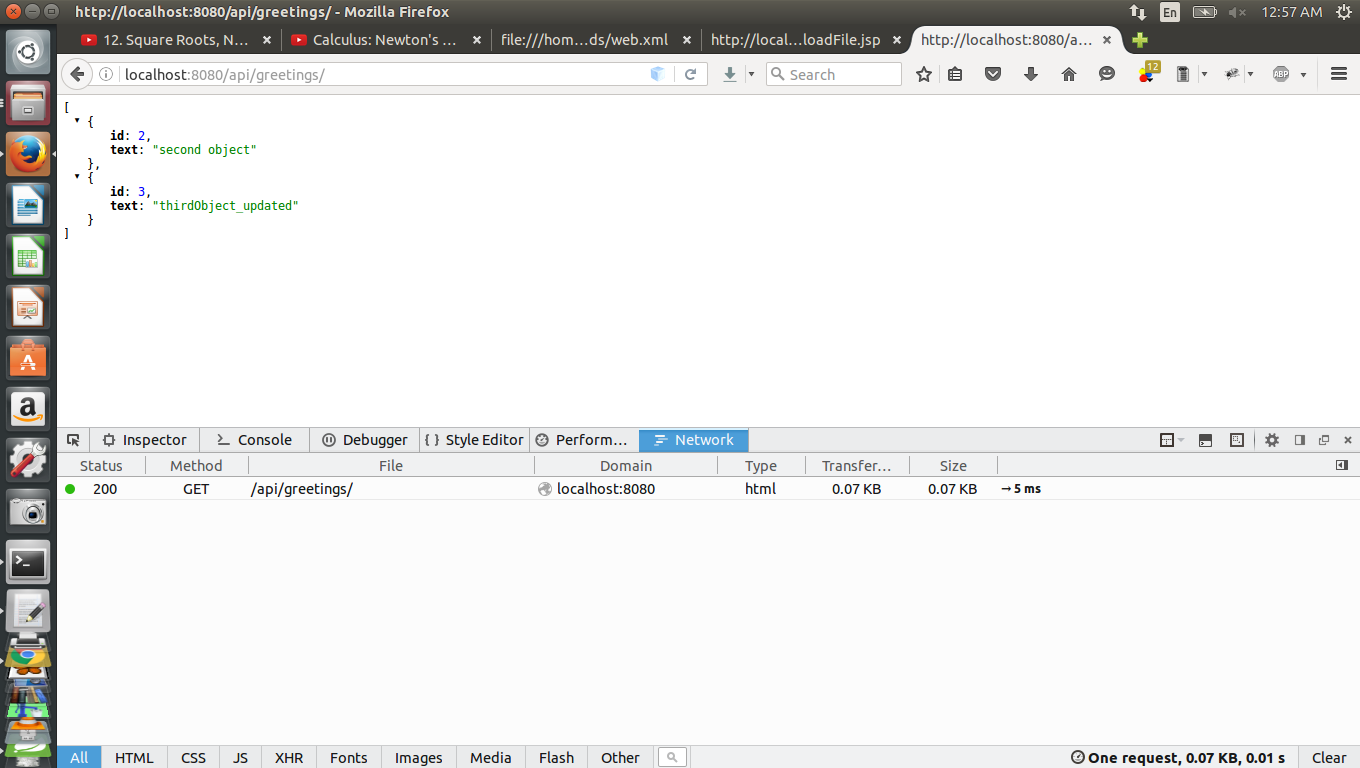 http://localhost:8080/api/greetings/ - Mozilla Firefox
En
12:57 AM
12. Square Roots, N... ×
Calculus: Newton's ... ×
file:///hom...ds/web.xml ×
http://local...loadFile.jsp ×
http://localhost:8080/a... ×
localhost:8080/api/greetings/
Search
12
ABP
[
{
id: 2,
text: "second object"
},
{
id: 3,
text: "thirdObject_updated"
}
]
Inspector
Console
Debugger
{ } Style Editor
Perform...
Network
Status Method File Domain Type Transfer... Size
200 GET /api/greetings/ localhost:8080 html 0.07 KB 0.07 KB → 5 ms
All HTML CSS JS XHR Fonts Images Media Flash Other
One request, 0.07 KB, 0.01 s
Clear